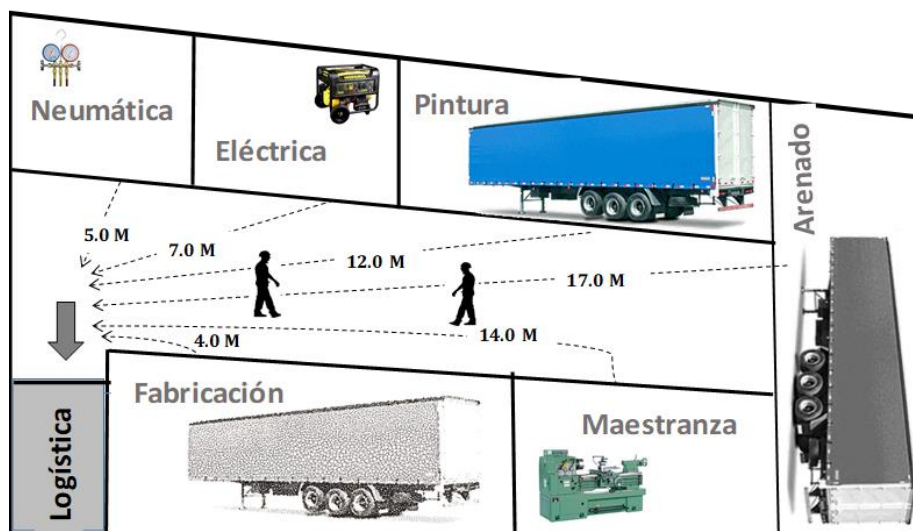 Neumática
Eléctrica
Pintura
Arenado
5.0 M
7.0 M
12.0 M
17.0 M
4.0 M
14.0 M
Fabricación
Maestranza
Logística